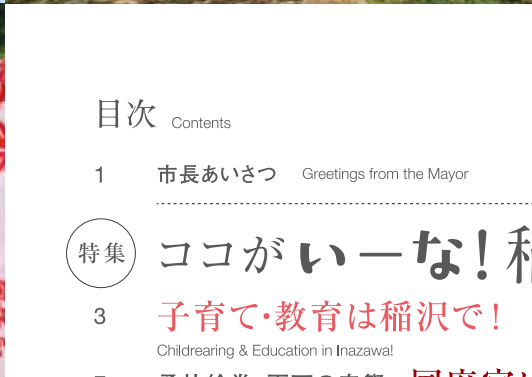 目次 Contents
1 市長あいさつ Greetings from the Mayor
特集 ココがいーな!
3 子育て・教育は稲沢で!
Childrearing & Education in Inazawa!